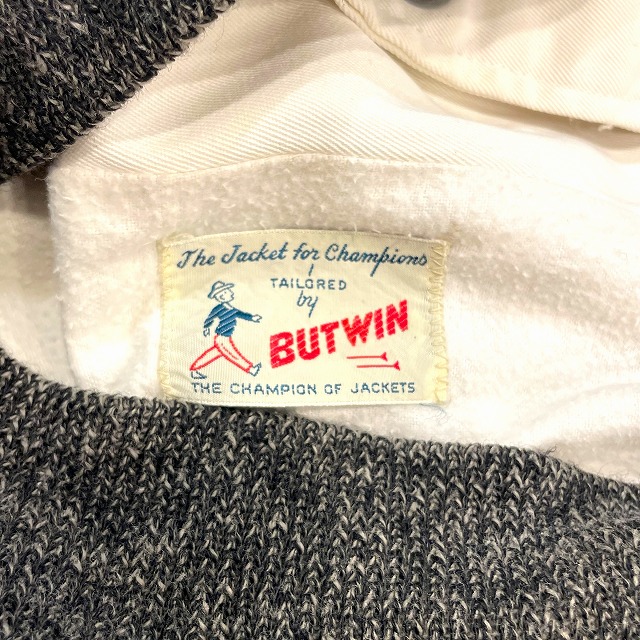 The Jacket for Champions
TAILORED
by
BUTWIN
THE CHAMPION OF JACKETS